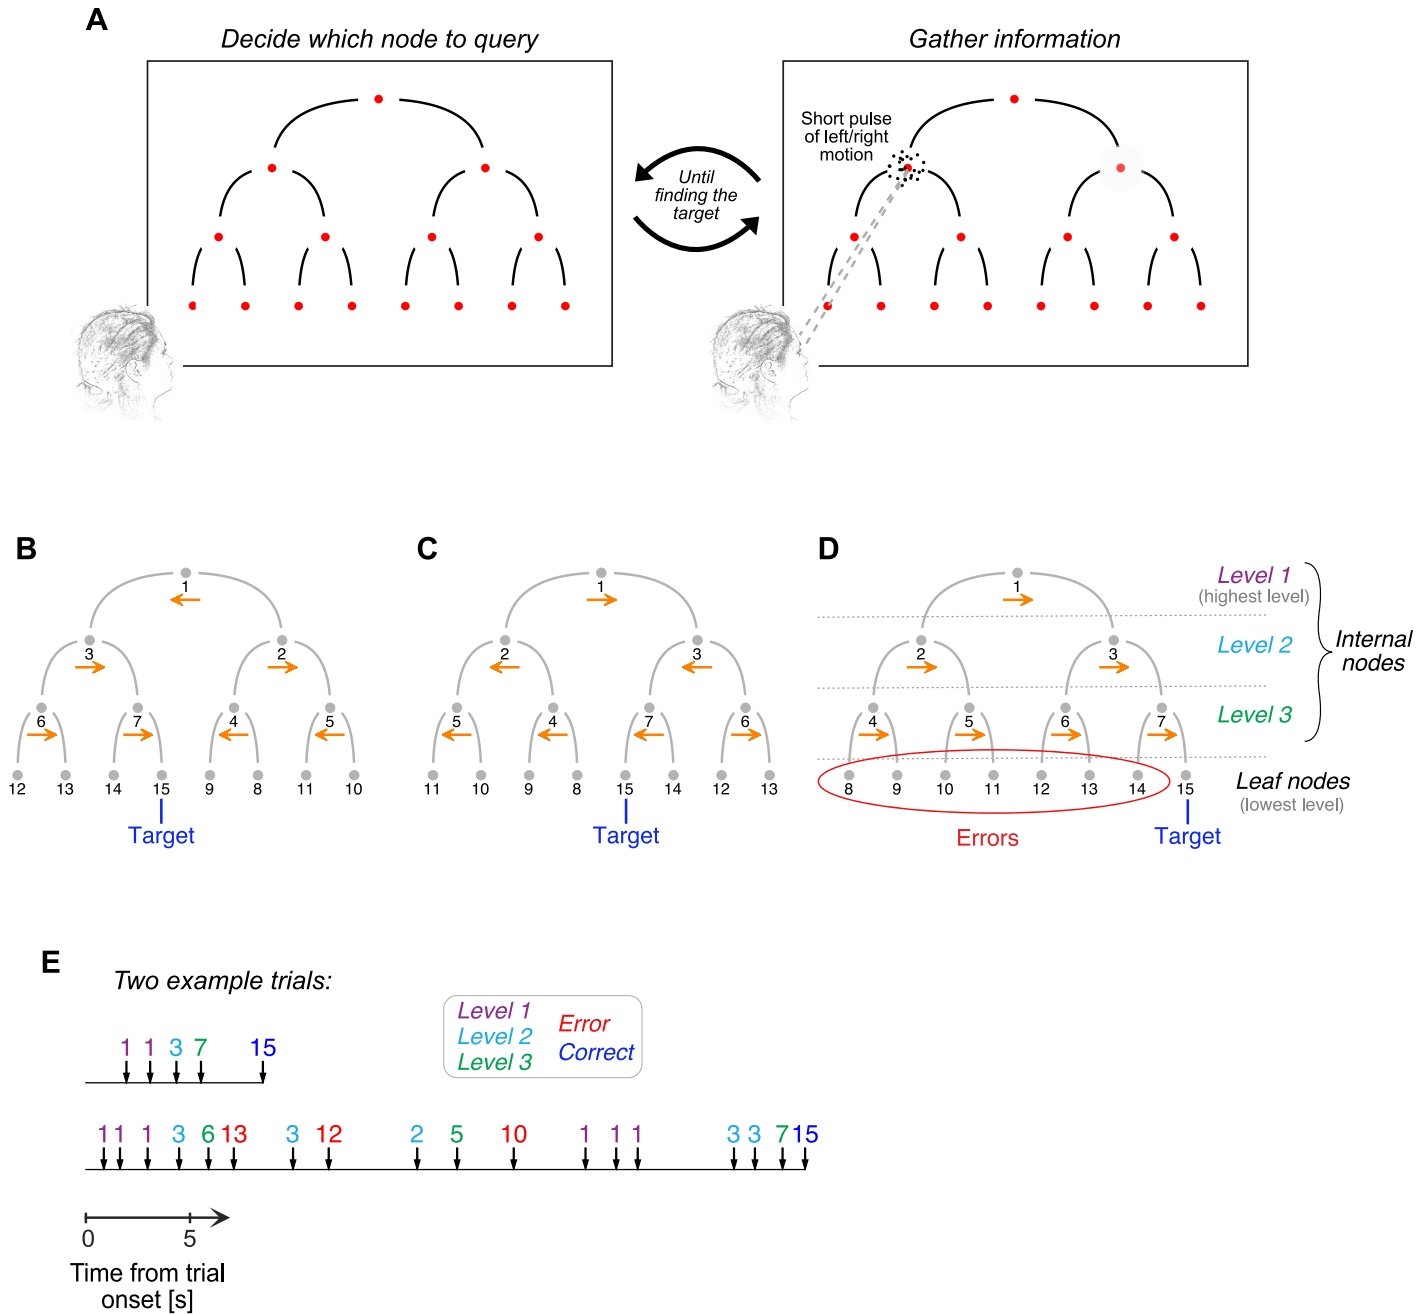 A
Decide which node to query
Gather information
Short pulse
of left/right
motion
Until
finding the
target
B
C
D
1
3 2
6 7 4 5
12 13 14 15 9 8 11 10
Target
1
2 3
5 4 7 6
11 10 9 8 15 14 12 13
Target
1
2 3
4 5 6 7
8 9 10 11 12 13 14 15
Errors
Target
Level 1
(highest level)
Level 2
Level 3
Internal
nodes
Leaf nodes
(lowest level)
E
Two example trials:
Level 1
Level 2
Level 3
Error
Correct
1 1 3 7 15
1 1 1 3 6 13 3 12 2 5 10 1 1 1 3 3 7 15
0 5
Time from trial
onset [s]